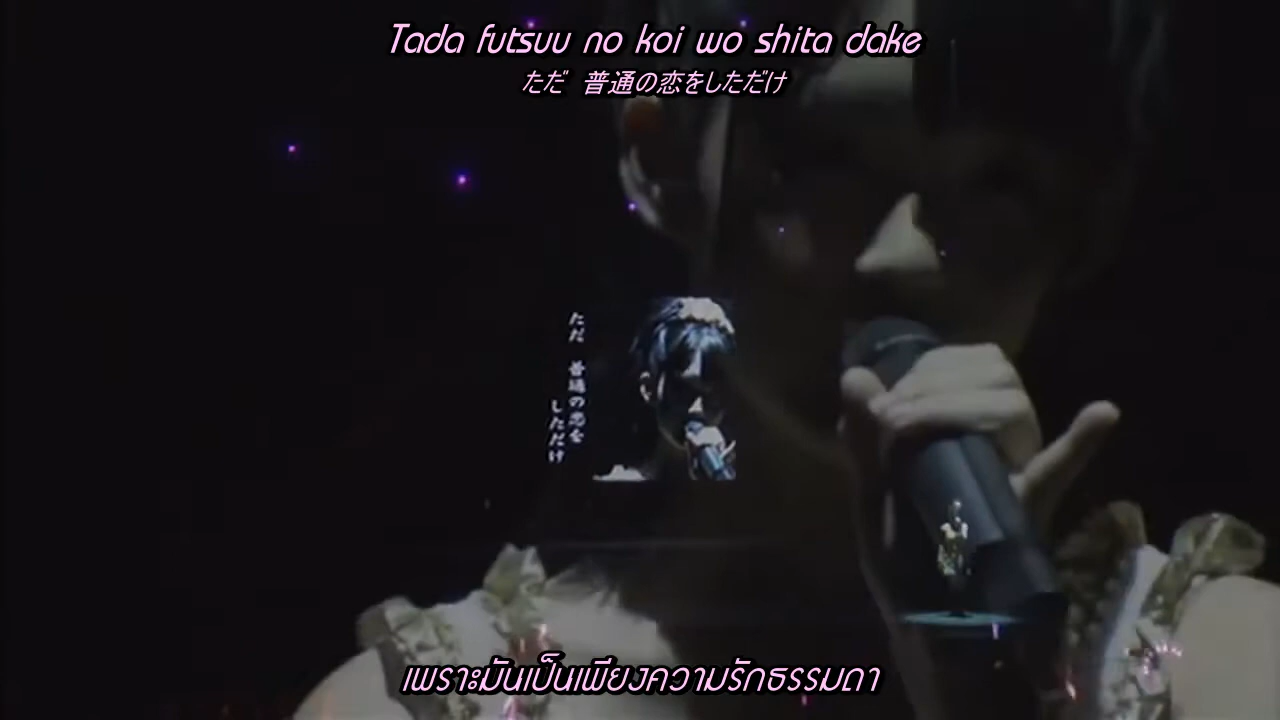 Tada futsuu no koi wo shita dake
ただ 普通の恋をしただけ
ただ 普通の恋を
しただけ
เพราะมันเป็นเพียงความรักธรรมดา